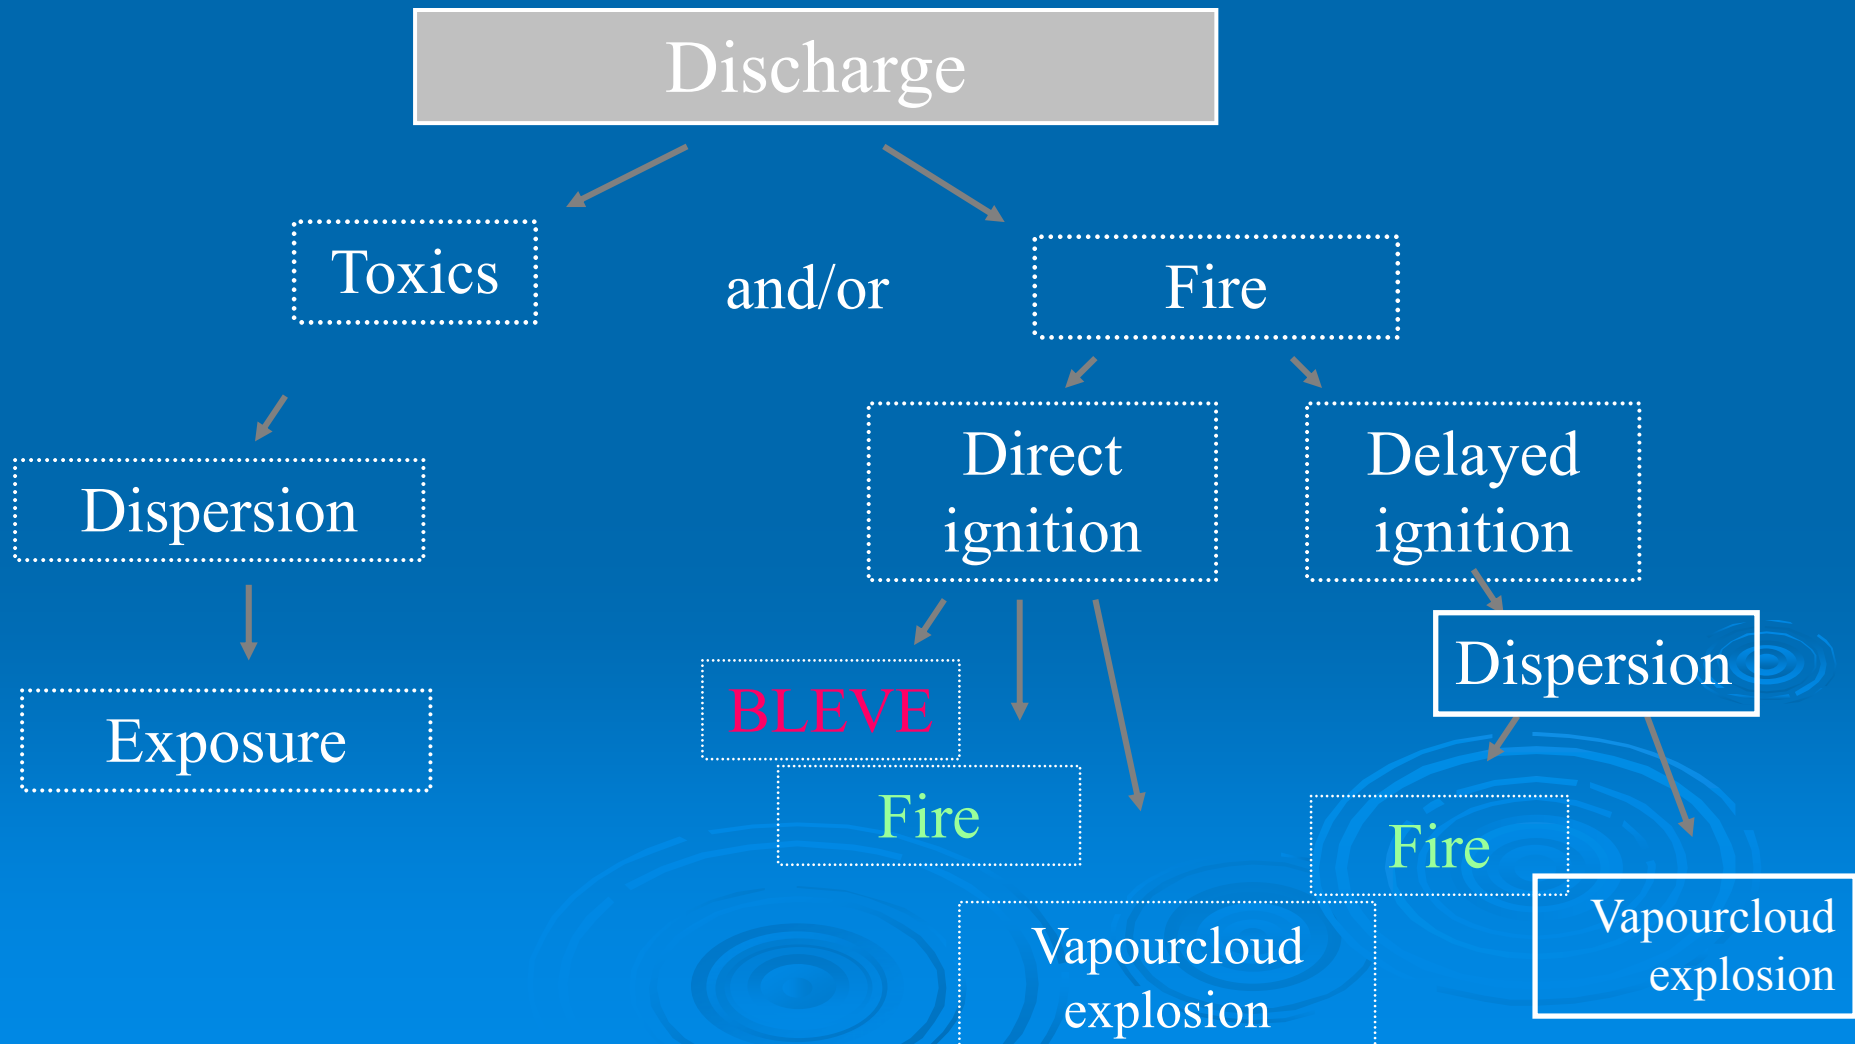 Discharge
Toxics
and/or
Fire
Dispersion
Direct
ignition
Delayed
ignition
Exposure
BLEVE
Fire
Vapourcloud
explosion
Dispersion
Fire
Vapourcloud
explosion